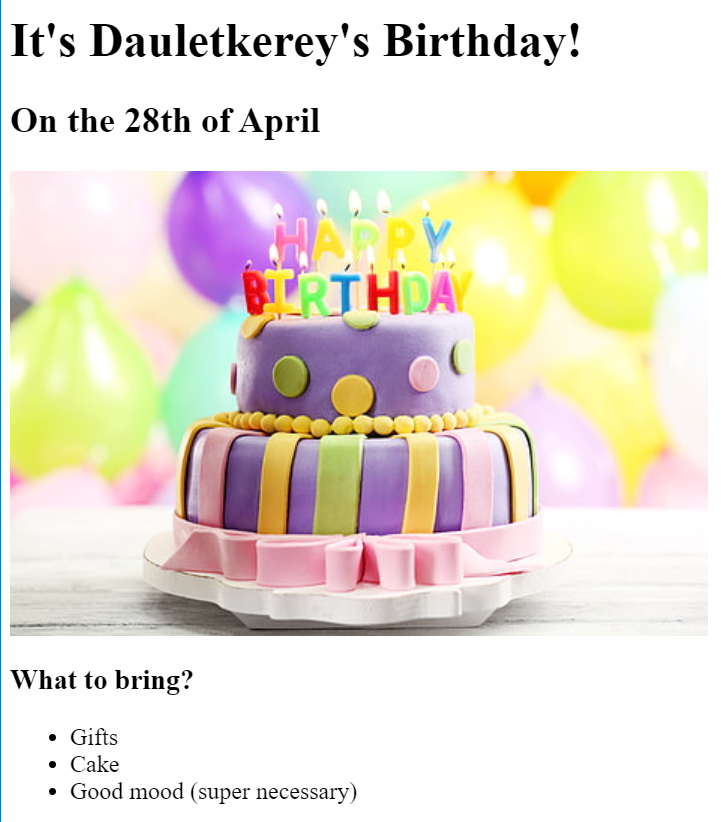 It's Dauletkerey's Birthday!
On the 28th of April
HAPPY
BIRTHDAY
What to bring?
Gifts
Cake
Good mood (super necessary)